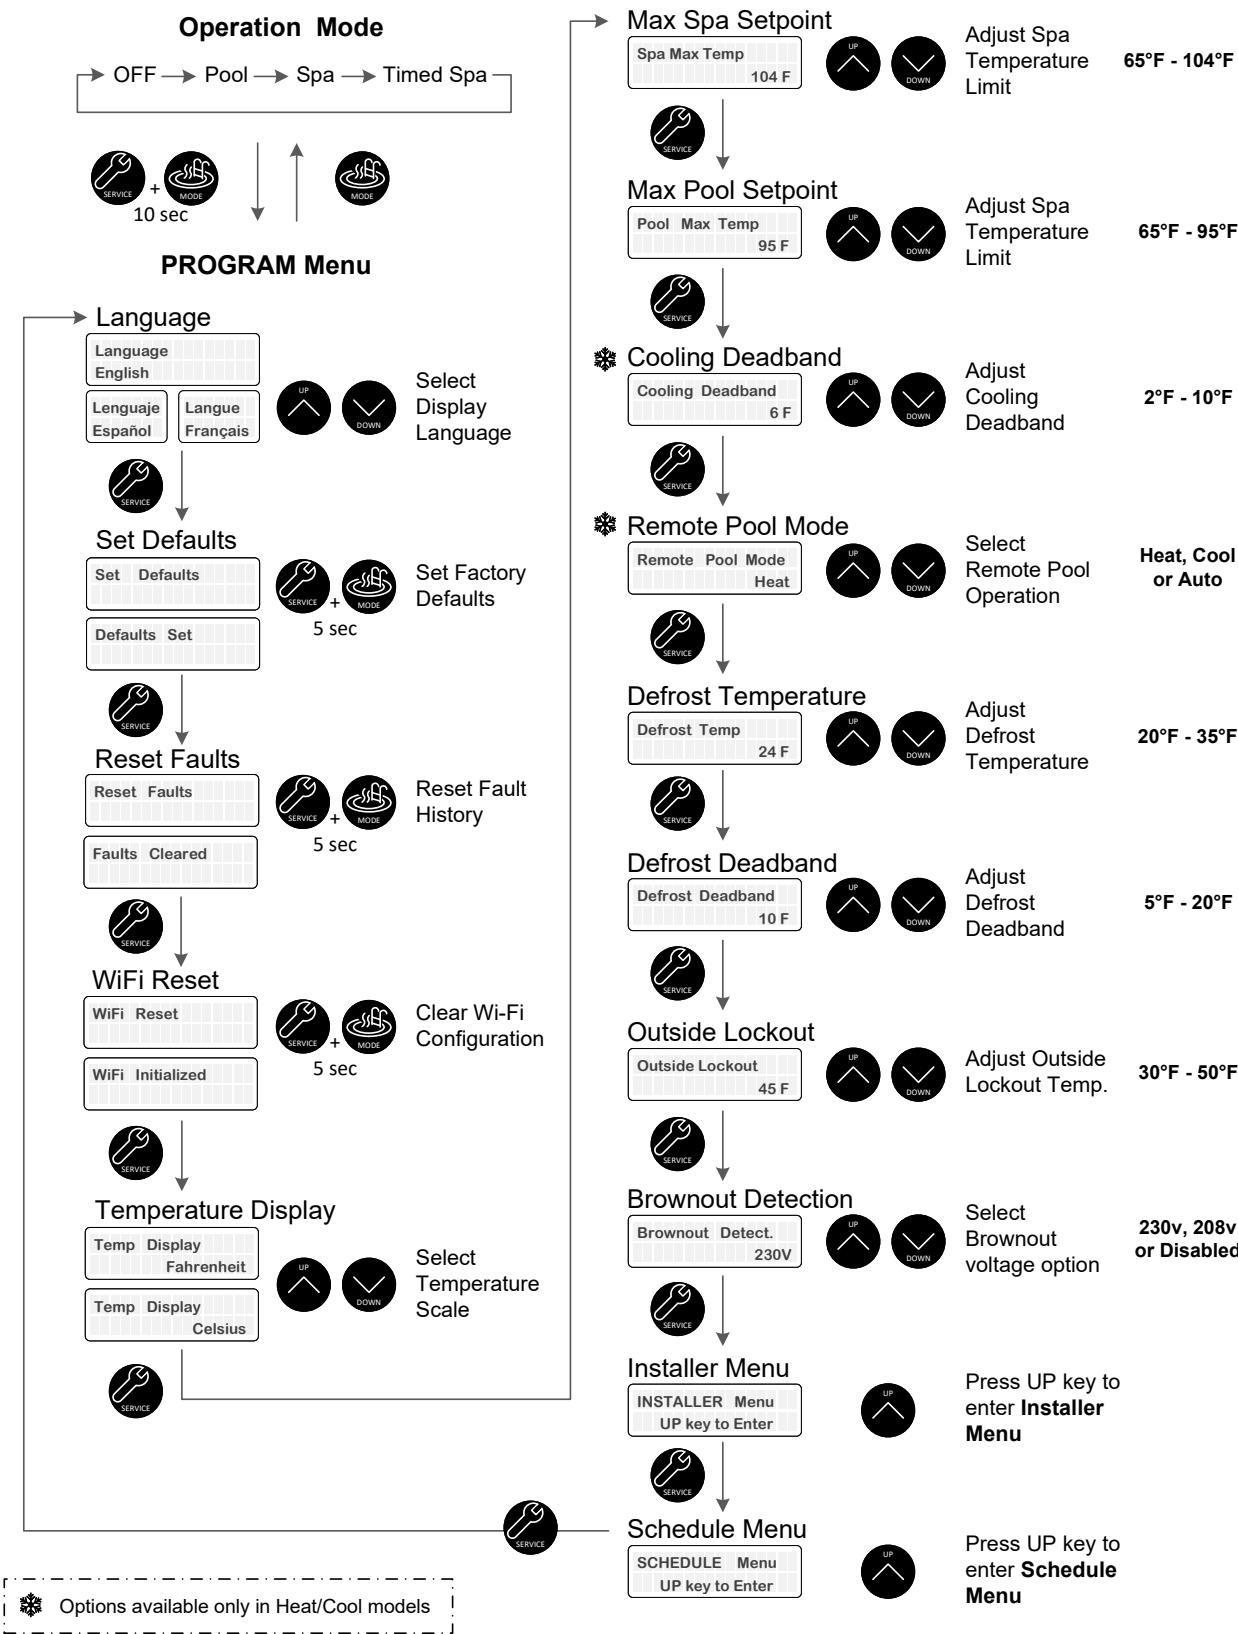 Operation Mode
OFF Pool Spa Timed Spa
SERVICE + MODE
10 sec
MODE
PROGRAM Menu
Language
Language
English
Lenguaje
Español
Langue
Français
UP
DOWN
Select
Display
Language
SERVICE
Set Defaults
Set Defaults
Defaults Set
SERVICE + MODE
5 sec
Set Factory
Defaults
SERVICE
Reset Faults
Reset Faults
Faults Cleared
SERVICE + MODE
5 sec
Reset Fault
History
SERVICE
WiFi Reset
WiFi Reset
WiFi Initialized
SERVICE + MODE
5 sec
Clear Wi-Fi
Configuration
SERVICE
Temperature Display
Temp Display
Fahrenheit
Temp Display
Celsius
UP
DOWN
Select
Temperature
Scale
SERVICE
Max Spa Setpoint
Spa Max Temp
104 F
UP
DOWN
Adjust Spa
Temperature
Limit
65°F - 104°F
SERVICE
Max Pool Setpoint
Pool Max Temp
95 F
UP
DOWN
Adjust Spa
Temperature
Limit
65°F - 95°F
SERVICE
Cooling Deadband
Cooling Deadband
6 F
UP
DOWN
Adjust
Cooling
Deadband
2°F - 10°F
SERVICE
Remote Pool Mode
Remote Pool Mode
Heat
UP
DOWN
Select
Remote Pool
Operation
Heat, Cool
or Auto
SERVICE
Defrost Temperature
Defrost Temp
24 F
UP
DOWN
Adjust
Defrost
Temperature
20°F - 35°F
SERVICE
Defrost Deadband
Defrost Deadband
10 F
UP
DOWN
Adjust
Defrost
Deadband
5°F - 20°F
SERVICE
Outside Lockout
Outside Lockout
45 F
UP
DOWN
Adjust Outside
Lockout Temp.
30°F - 50°F
SERVICE
Brownout Detection
Brownout Detect.
230V
UP
DOWN
Select
Brownout
voltage option
230v, 208v
or Disabled
SERVICE
Installer Menu
INSTALLER Menu
UP key to Enter
UP
Press UP key to
enter Installer
Menu
SERVICE
Schedule Menu
SCHEDULE Menu
UP key to Enter
UP
Press UP key to
enter Schedule
Menu
SERVICE
Options available only in Heat/Cool models